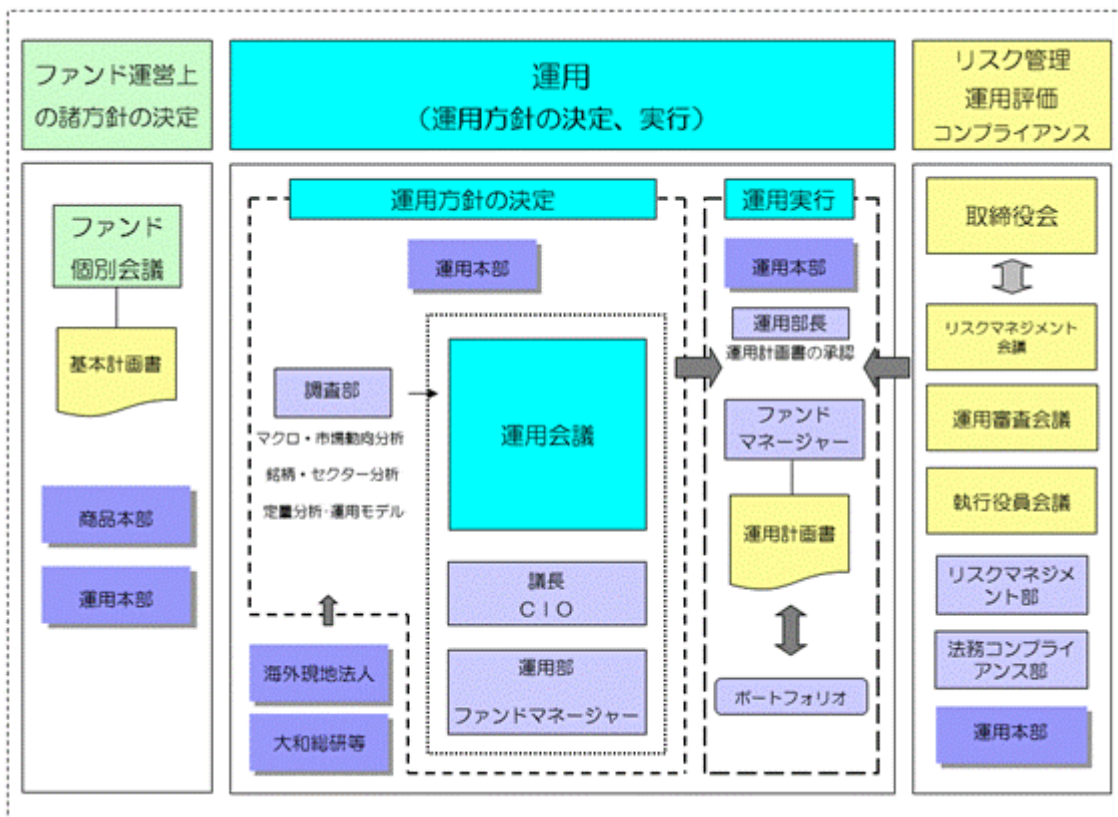 ファンド運営上
の諸方針の決定
運用
(運用方針の決定、実行)
リスク管理
運用評価
コンプライアンス
ファンド
個別会議
基本計画書
商品本部
運用本部
運用方針の決定
運用本部
調査部
マクロ・市場動向分析
銘柄・セクター分析
定量分析・運用モデル
運用会議
議長
CIO
運用部
ファンドマネージャー
海外現地法人
大和総研等
運用実行
運用本部
運用部長
運用計画書の承認
ファンド
マネージャー
運用計画書
ポートフォリオ
取締役会
リスクマネジメント
会議
運用審査会議
執行役員会議
リスクマネジメ
ント部
法務コンプライ
アンス部
運用本部